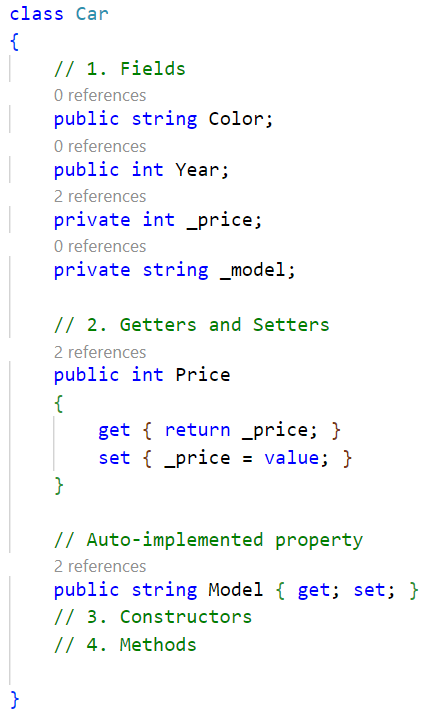 class Car
{
// 1. Fields
0 references
public string Color;
0 references
public int Year;
2 references
private int _price;
0 references
private string _model;
// 2. Getters and Setters
2 references
public int Price
{
get { return _price; }
set { _price = value; }
}
// Auto-implemented property
2 references
public string Model { get; set; }
// 3. Constructors
// 4. Methods
}